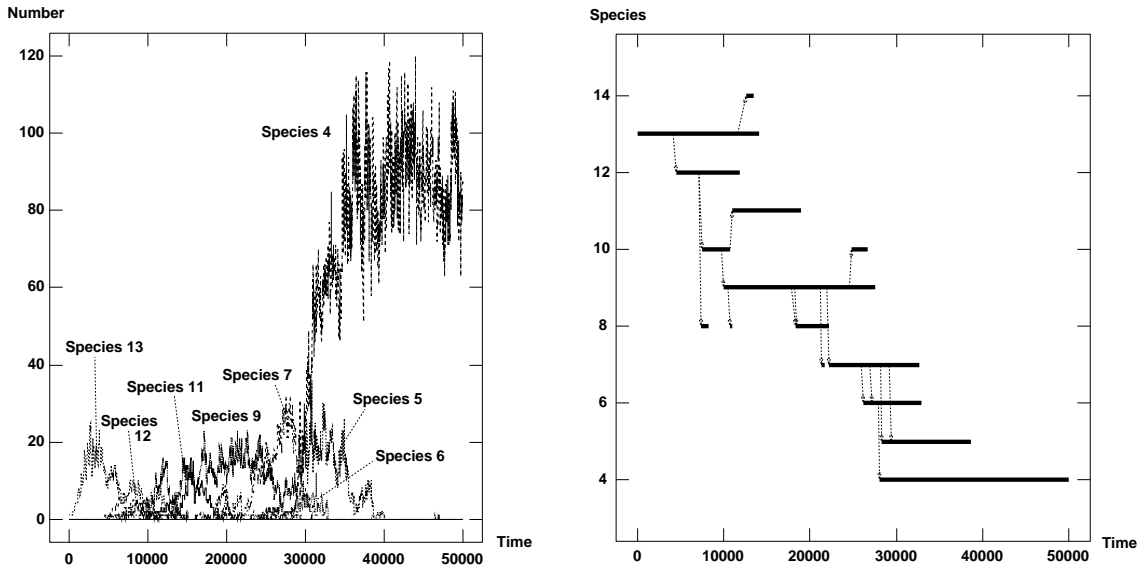 Number
120
100
80
60
40
20
0
Species 4
Species 13
Species 11
Species 7
Species
12
Species 9
Species 5
Species 6
0 10000 20000 30000 40000 50000
Time
Species
14
12
10
8
6
4
0 10000 20000 30000 40000 50000
Time